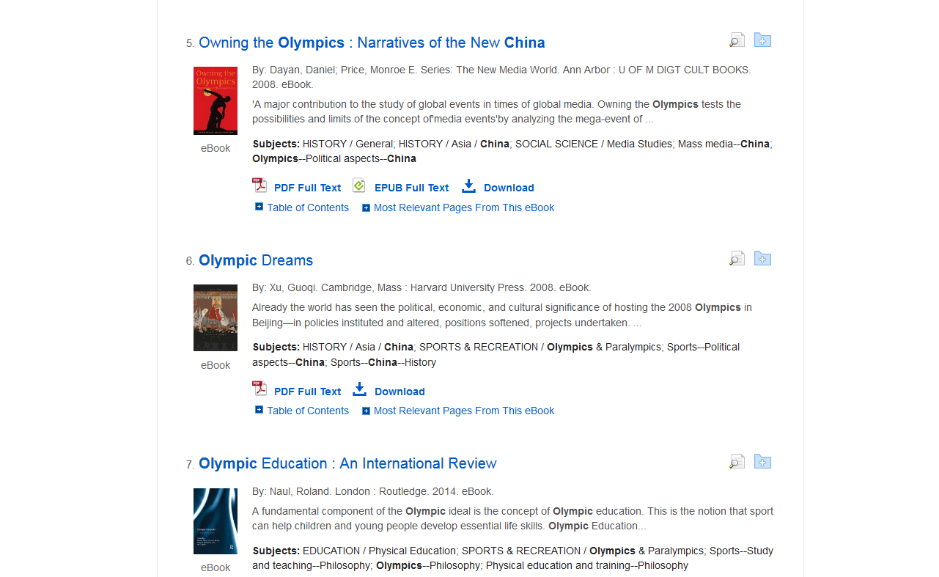 5. Owning the Olympics : Narratives of the New China
Owning the
Olympics
By: Dayan, Daniel; Price, Monroe E. Series: The New Media World. Ann Arbor : U OF M DIGT CULT BOOKS.
2008. eBook.
'A major contribution to the study of global events in times of global media. Owning the Olympics tests the
possibilities and limits of the concept of'media events'by analyzing the mega-event of ...
eBook
Subjects: HISTORY / General; HISTORY / Asia / China; SOCIAL SCIENCE / Media Studies; Mass media--China;
Olympics--Political aspects--China
PDF Full Text EPUB Full Text Download
Table of Contents Most Relevant Pages From This eBook
6. Olympic Dreams
By: Xu, Guoqi. Cambridge, Mass : Harvard University Press. 2008. eBook.
Already the world has seen the political, economic, and cultural significance of hosting the 2008 Olympics in
Beijing—in policies instituted and altered, positions softened, projects undertaken. ...
eBook
Subjects: HISTORY / Asia / China; SPORTS & RECREATION / Olympics & Paralympics; Sports--Political
aspects--China; Sports--China--History
PDF Full Text Download
Table of Contents Most Relevant Pages From This eBook
7. Olympic Education : An International Review
By: Naul, Roland. London : Routledge. 2014. eBook.
A fundamental component of the Olympic ideal is the concept of Olympic education. This is the notion that sport
can help children and young people develop essential life skills. Olympic Education...
eBook
Subjects: EDUCATION / Physical Education; SPORTS & RECREATION / Olympics & Paralympics; Sports--Study
and teaching--Philosophy; Olympics--Philosophy; Physical education and training--Philosophy